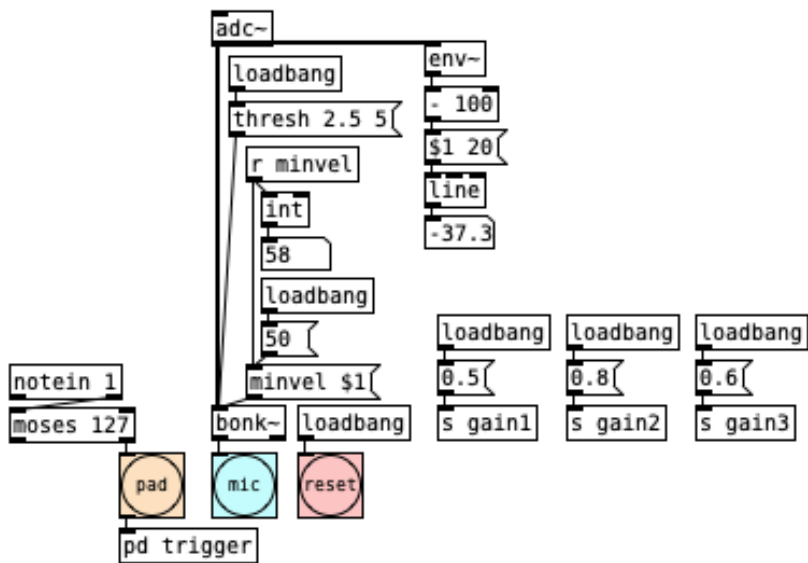 adc~
env~
loadbang
- 100
thresh 2.5 5
$1 20
r minvel
line
int
-37.3
58
loadbang
50
loadbang
loadbang
loadbang
notein 1
minvel $1
0.5
0.8
0.6
moses 127
bonk~
loadbang
s gain1
s gain2
s gain3
pad
mic
reset
pd trigger